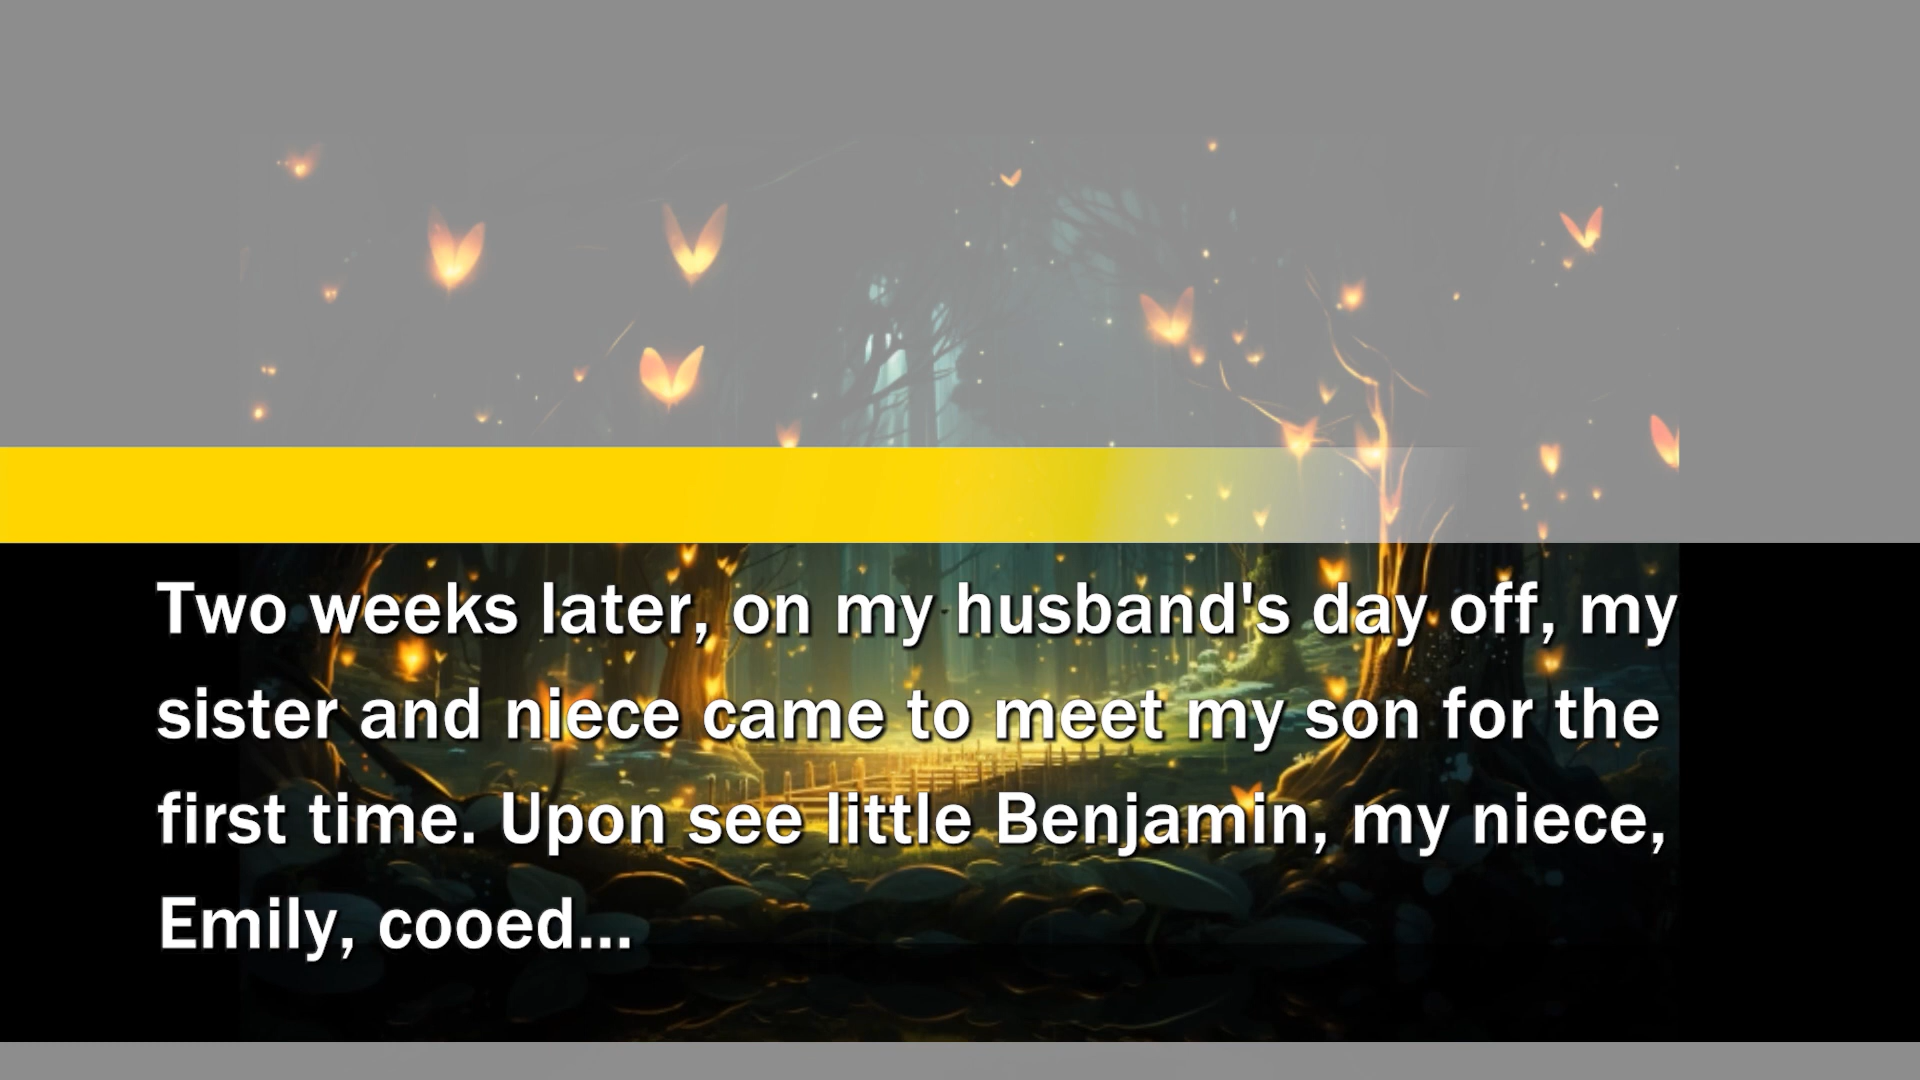 Two weeks later, on my husband's day off, my
sister and niece came to meet my son for the
first time. Upon see little Benjamin, my niece,
Emily, cooed...